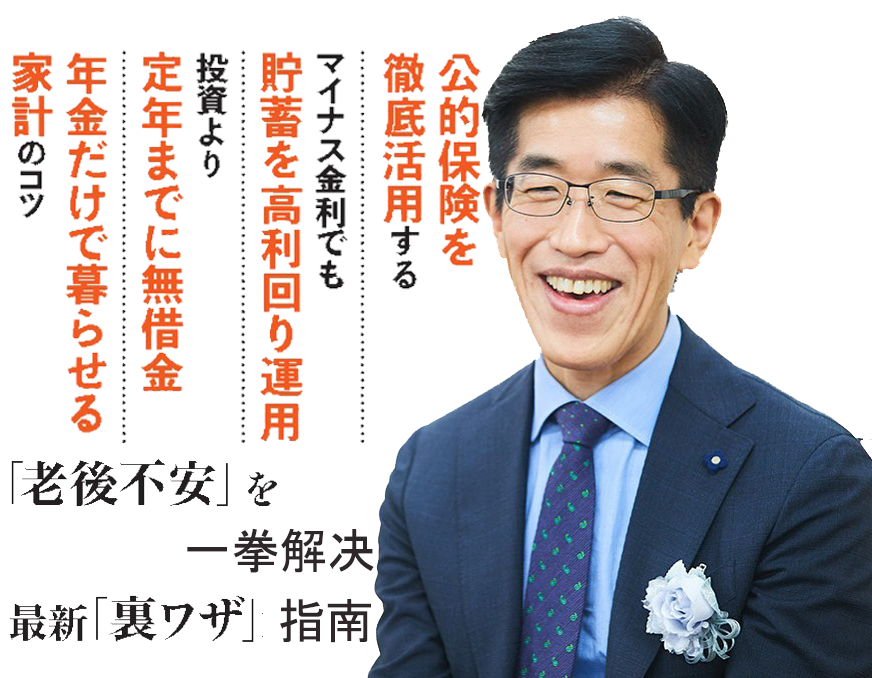 公的保険を
徹底活用する
マイナス金利でも
貯蓄を高利回り運用
投資より
定年までに無借金
年金だけで暮らせる
家計のコツ
「老後不安」を
一拳解决
最新「裏ワザ」指南